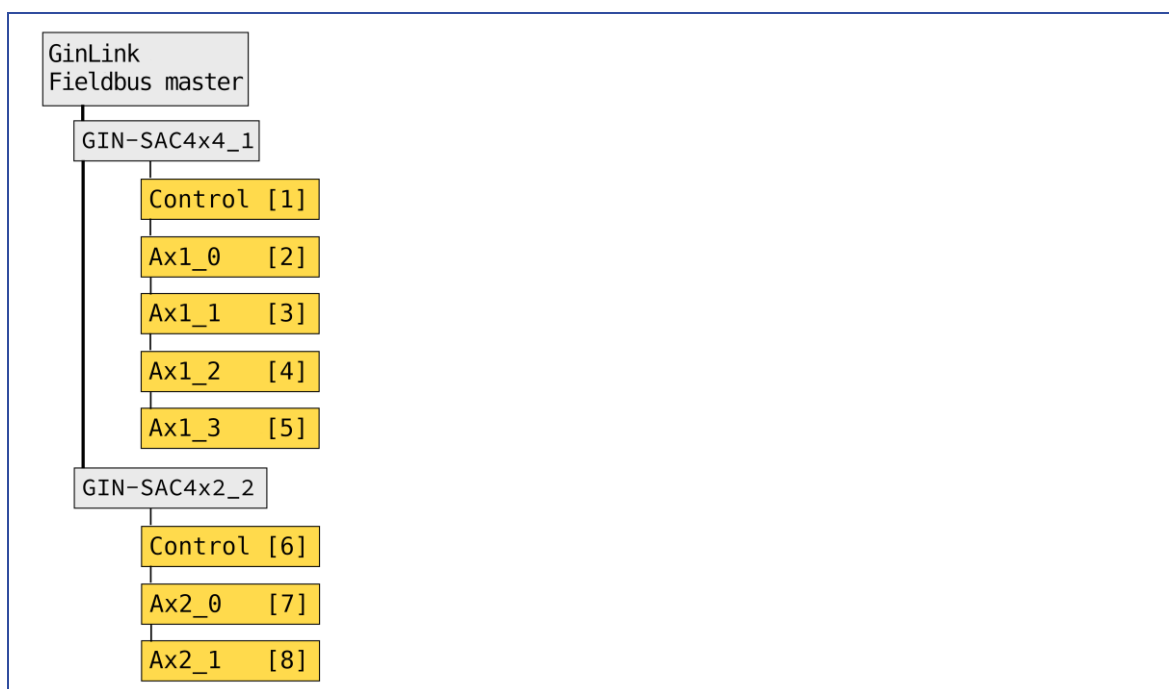 GinLink
Fieldbus master
GIN-SAC4x4_1
Control [1]
Ax1_0 [2]
Ax1_1 [3]
Ax1_2 [4]
Ax1_3 [5]
GIN-SAC4x2_2
Control [6]
Ax2_0 [7]
Ax2_1 [8]